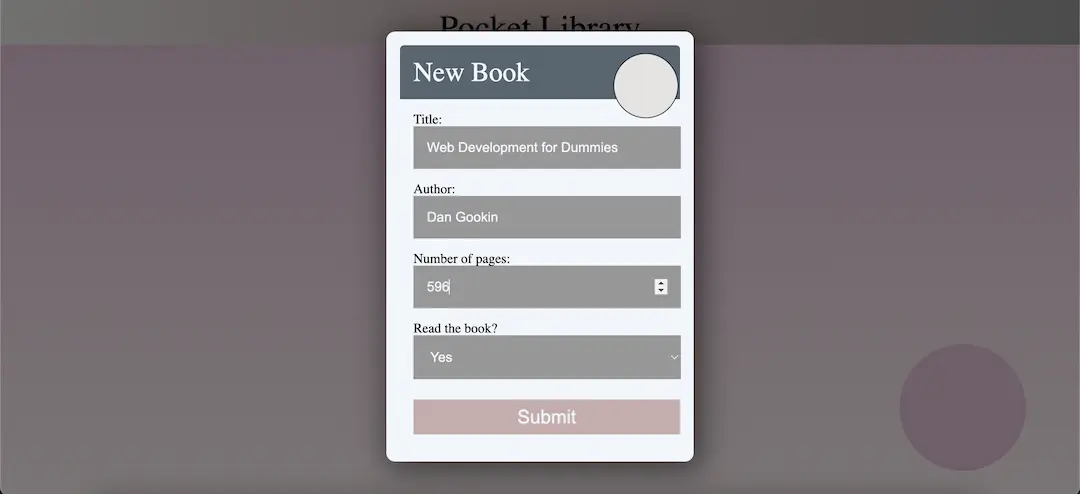 Pocket Library
New Book
Title:
Web Development for Dummies
Author:
Dan Gookin
Number of pages:
596
Read the book?
Yes
Submit